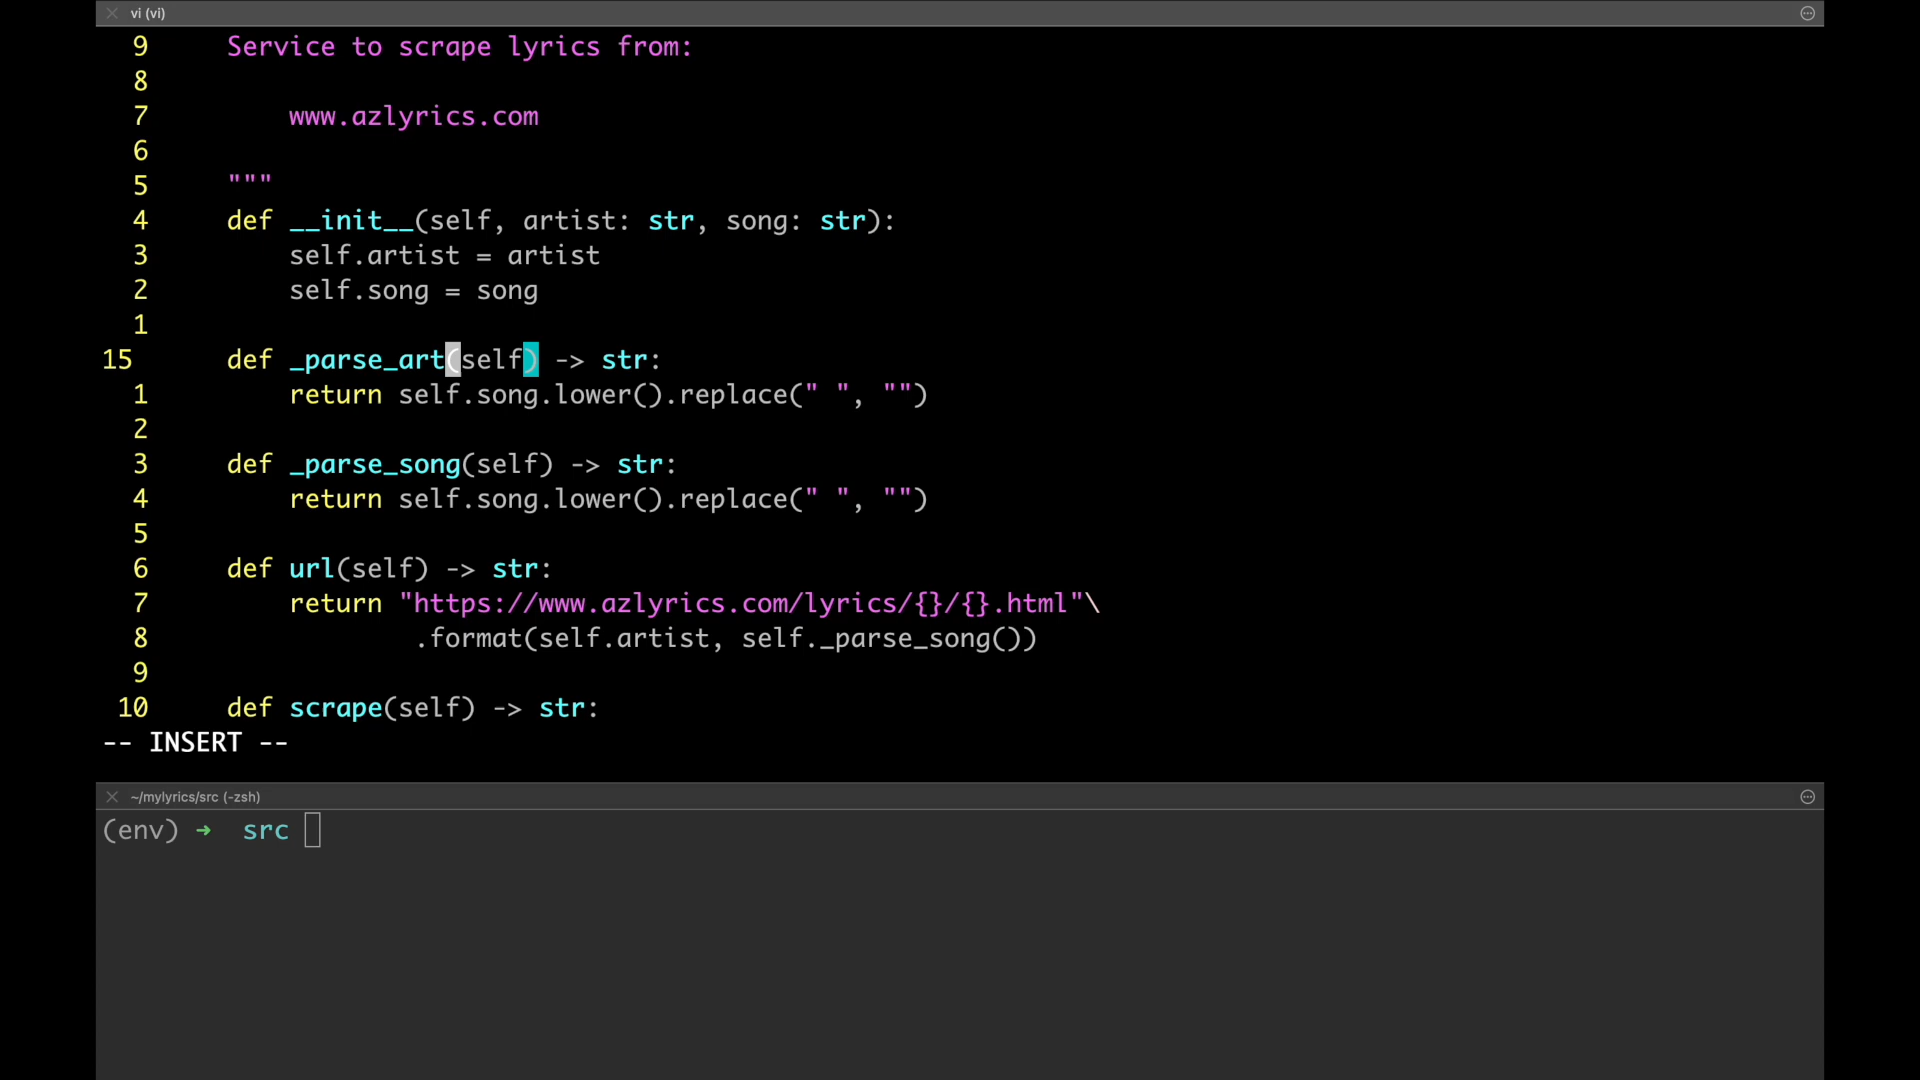 vi (vi)
9 Service to scrape lyrics from:
8
7 www.azlyrics.com
6
5 """
4 def __init__(self, artist: str, song: str):
3 self.artist = artist
2 self.song = song
1
15 def _parse_art(self) -> str:
1 return self.song.lower().replace(" ", "")
2
3 def _parse_song(self) -> str:
4 return self.song.lower().replace(" ", "")
5
6 def url(self) -> str:
7 return "https://www.azlyrics.com/lyrics/{}/{}.html"\
8 .format(self.artist, self._parse_song())
9
10 def scrape(self) -> str:
-- INSERT --
~/mylyrics/src (-zsh)
(env) ➜ src